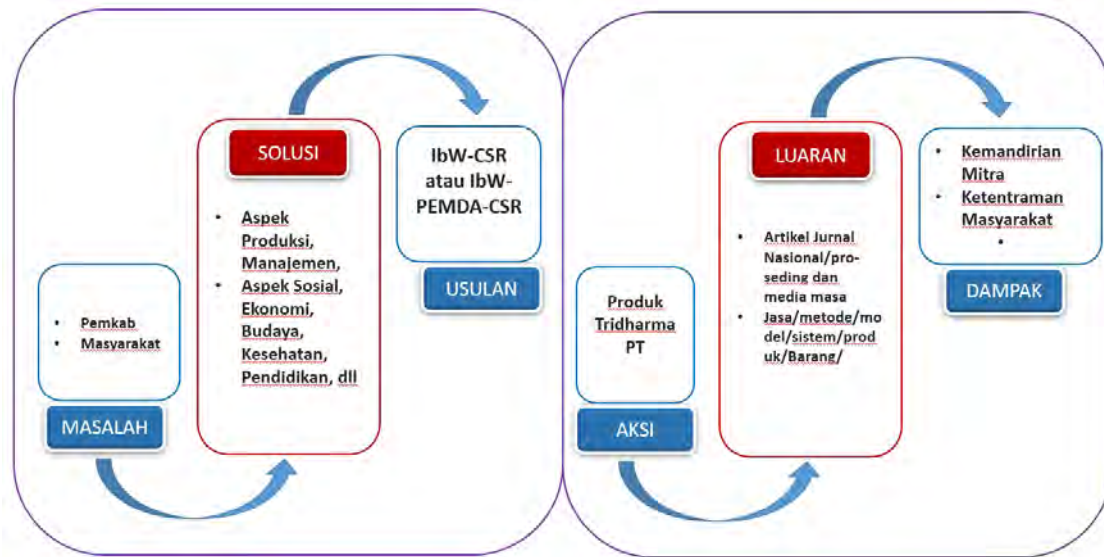 SOLUSI
• Aspek
Produksi,
Manajemen,
• Aspek Sosial,
Ekonomi,
Budaya,
Kesehatan,
Pendidikan, dll
IbW-CSR
atau IbW-
PEMDA-CSR
USULAN
• Pemkab
• Masyarakat
MASALAH
LUARAN
• Artikel Jurnal
Nasional/pro-
seding dan
media masa
• Jasa/metode/mo
del/sistem/prod
uk/Barang/
• Kemandirian
Mitra
• Ketentraman
Masyarakat
•
DAMPAK
Produk
Tridharma
PT
AKSI